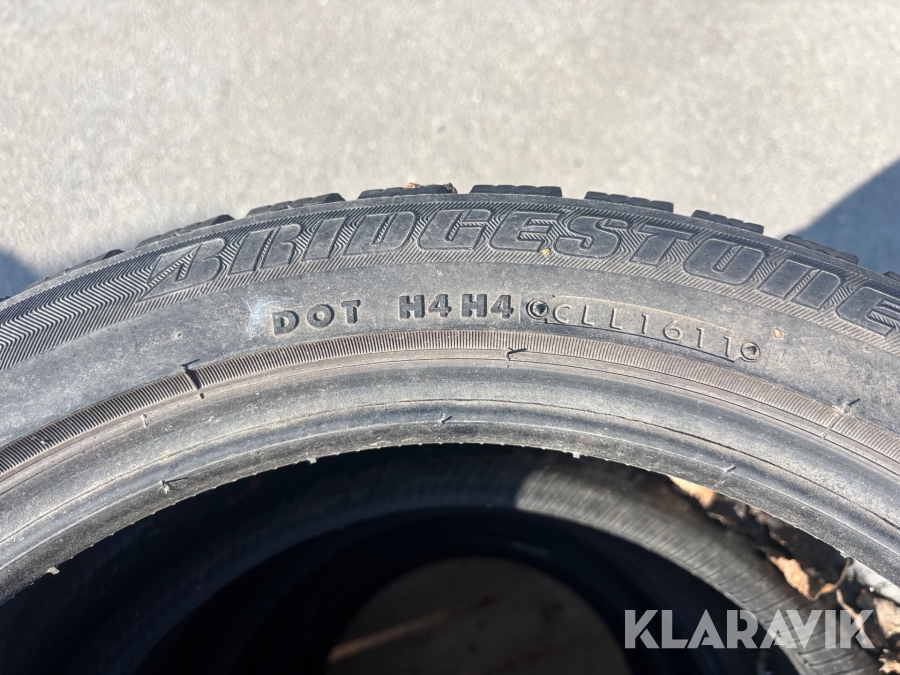 BRIDGESTONE
DOT H4H4 CLL1611
KLARAVIK